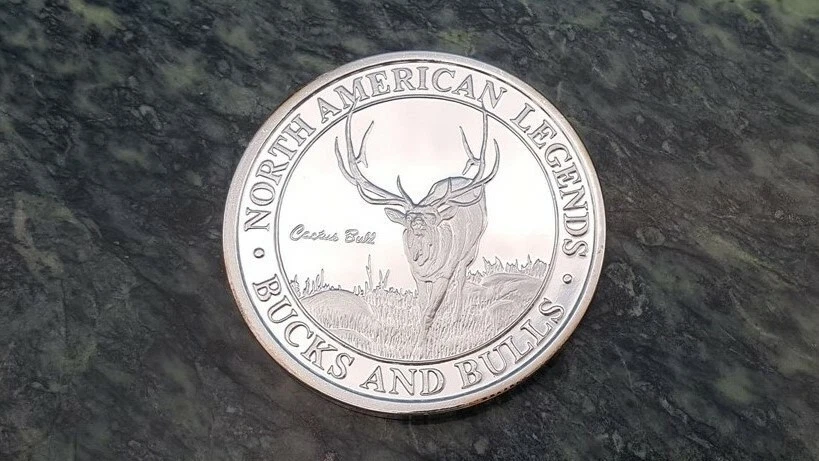 NORTH AMERICAN LEGENDS
Cactus Bull
BUCKS AND BULLS